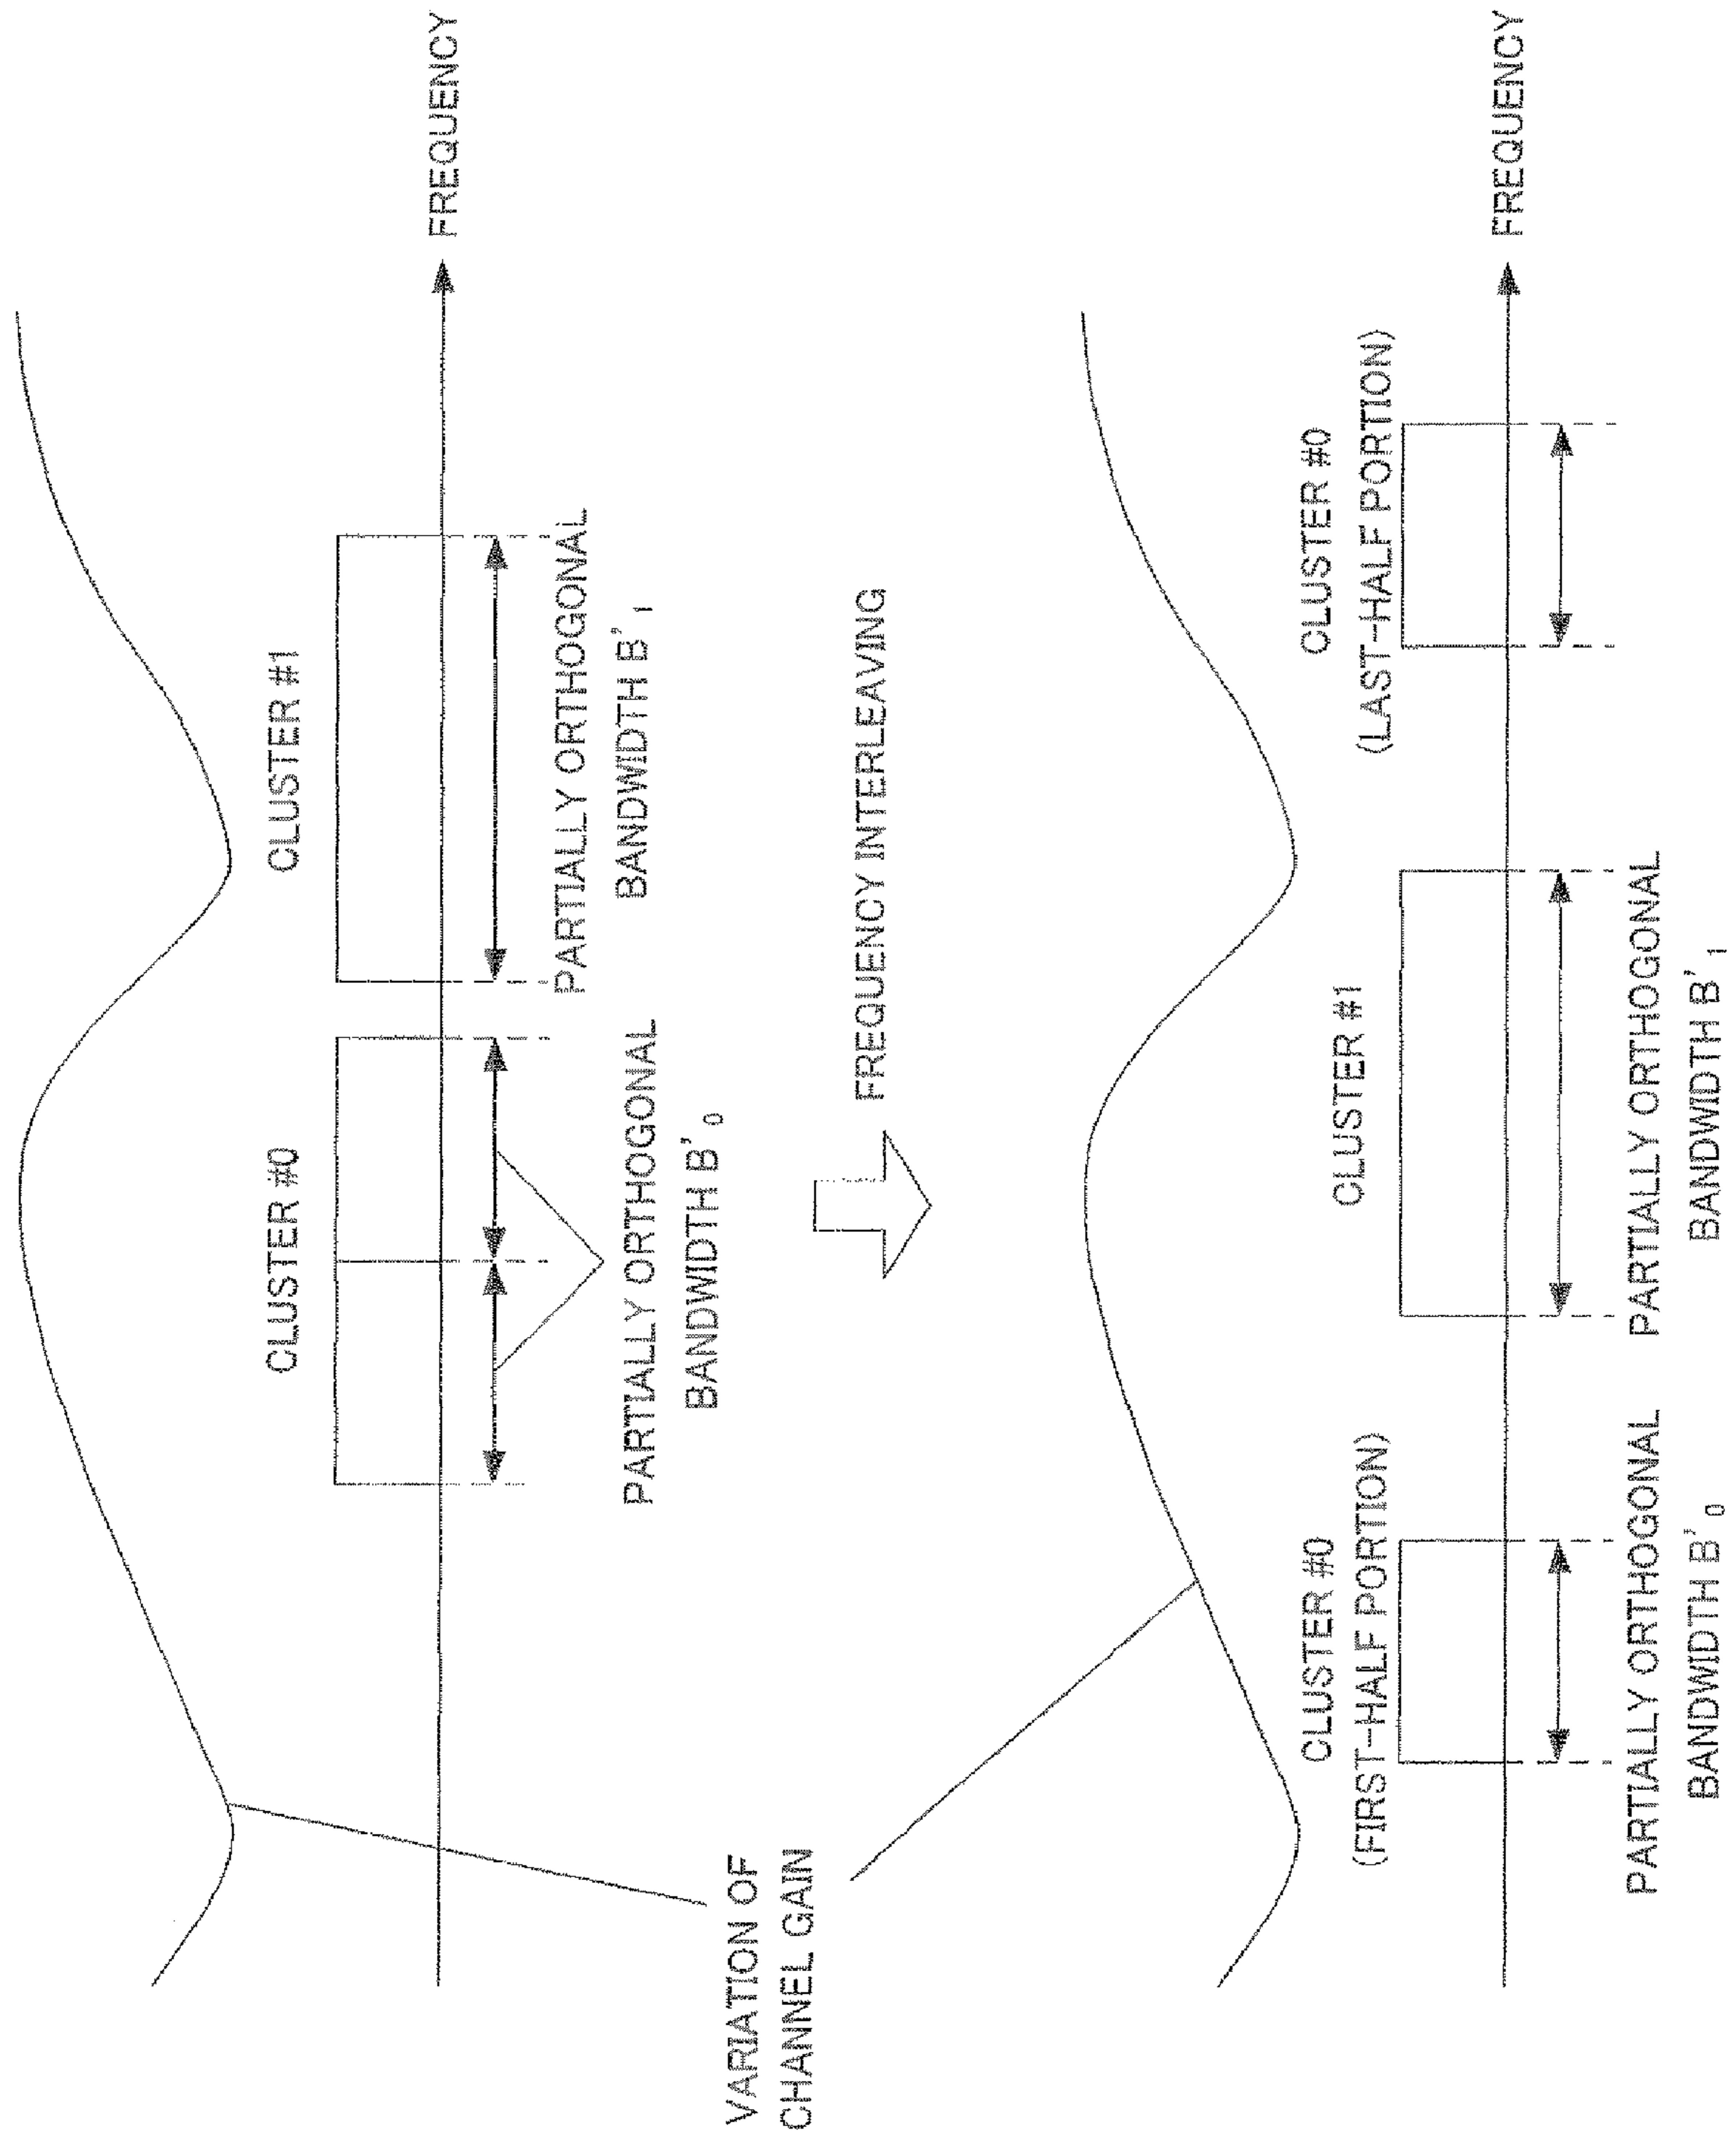 CLUSTER #0
CLUSTER #1
FREQUENCY
PARTIALLY ORTHOGONAL
BANDWIDTH B'0
PARTIALLY ORTHOGONAL
BANDWIDTH B'1
VARIATION OF
CHANNEL GAIN
FREQUENCY INTERLEAVING
CLUSTER #0
(FIRST-HALF PORTION)
CLUSTER #1
CLUSTER #0
(LAST-HALF PORTION)
FREQUENCY
PARTIALLY ORTHOGONAL
BANDWIDTH B'0
PARTIALLY ORTHOGONAL
BANDWIDTH B'1